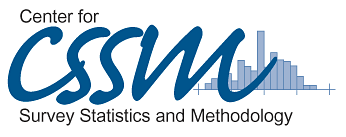 Center for
CSSM
Survey Statistics and Methodology